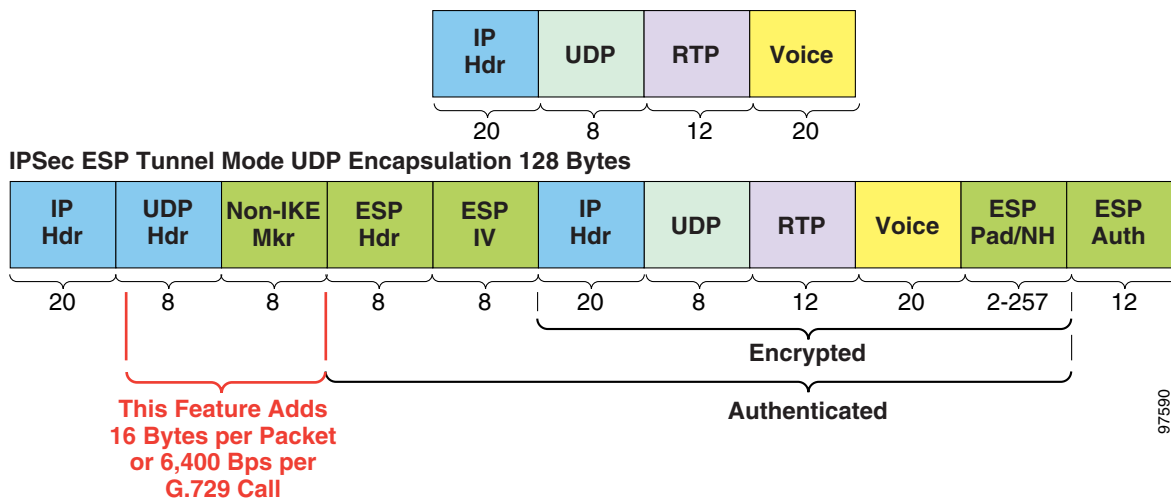 IP Hdr UDP RTP Voice
20 8 12 20
IPSec ESP Tunnel Mode UDP Encapsulation 128 Bytes
IP Hdr UDP Hdr Non-IKE Mkr ESP Hdr ESP IV IP Hdr UDP RTP Voice ESP Pad/NH ESP Auth
20 8 8 8 8 20 8 12 20 2-257 12
Encrypted
Authenticated
This Feature Adds
16 Bytes per Packet
or 6,400 Bps per
G.729 Call
97590